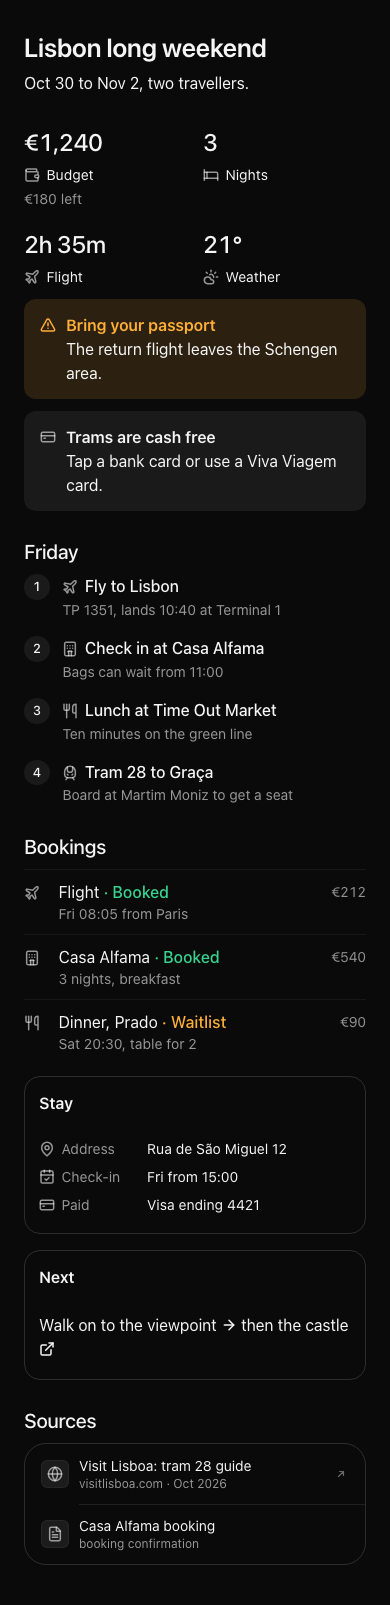 Lisbon long weekend
Oct 30 to Nov 2, two travellers.
€1,240
3
Budget
Nights
€180 left
2h 35m
21°
Flight
Weather
Bring your passport
The return flight leaves the Schengen
area.
Trams are cash free
Tap a bank card or use a Viva Viagem
card.
Friday
1 Fly to Lisbon
TP 1351, lands 10:40 at Terminal 1
2 Check in at Casa Alfama
Bags can wait from 11:00
3 Lunch at Time Out Market
Ten minutes on the green line
4 Tram 28 to Graça
Board at Martim Moniz to get a seat
Bookings
Flight · Booked €212
Fri 08:05 from Paris
Casa Alfama · Booked €540
3 nights, breakfast
Dinner, Prado · Waitlist €90
Sat 20:30, table for 2
Stay
Address Rua de São Miguel 12
Check-in Fri from 15:00
Paid Visa ending 4421
Next
Walk on to the viewpoint → then the castle
Sources
Visit Lisboa: tram 28 guide
visitlisboa.com · Oct 2026
Casa Alfama booking
booking confirmation